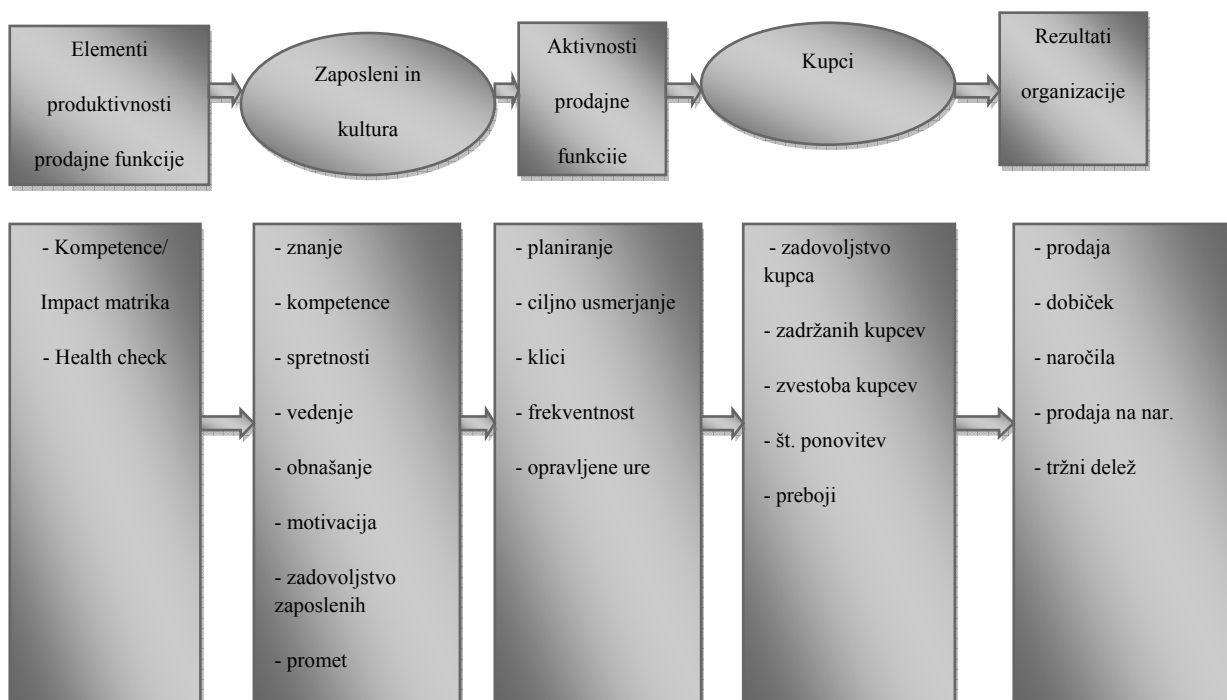 Elementi
produktivnosti
prodajne funkcije
Zaposleni in
kultura
Aktivnosti
prodajne
funkcije
Kupci
Rezultati
organizacije
- Kompetence/
Impact matrika
- Health check
- znanje
- kompetence
- spretnosti
- vedenje
- obnašanje
- motivacija
- zadovoljstvo
zaposlenih
- promet
- planiranje
- ciljno usmerjanje
- klici
- frekventnost
- opravljene ure
- zadovoljstvo
kupca
- zadržanih kupcev
- zvestoba kupcev
- št. ponovitev
- preboji
- prodaja
- dobiček
- naročila
- prodaja na nar.
- tržni delež